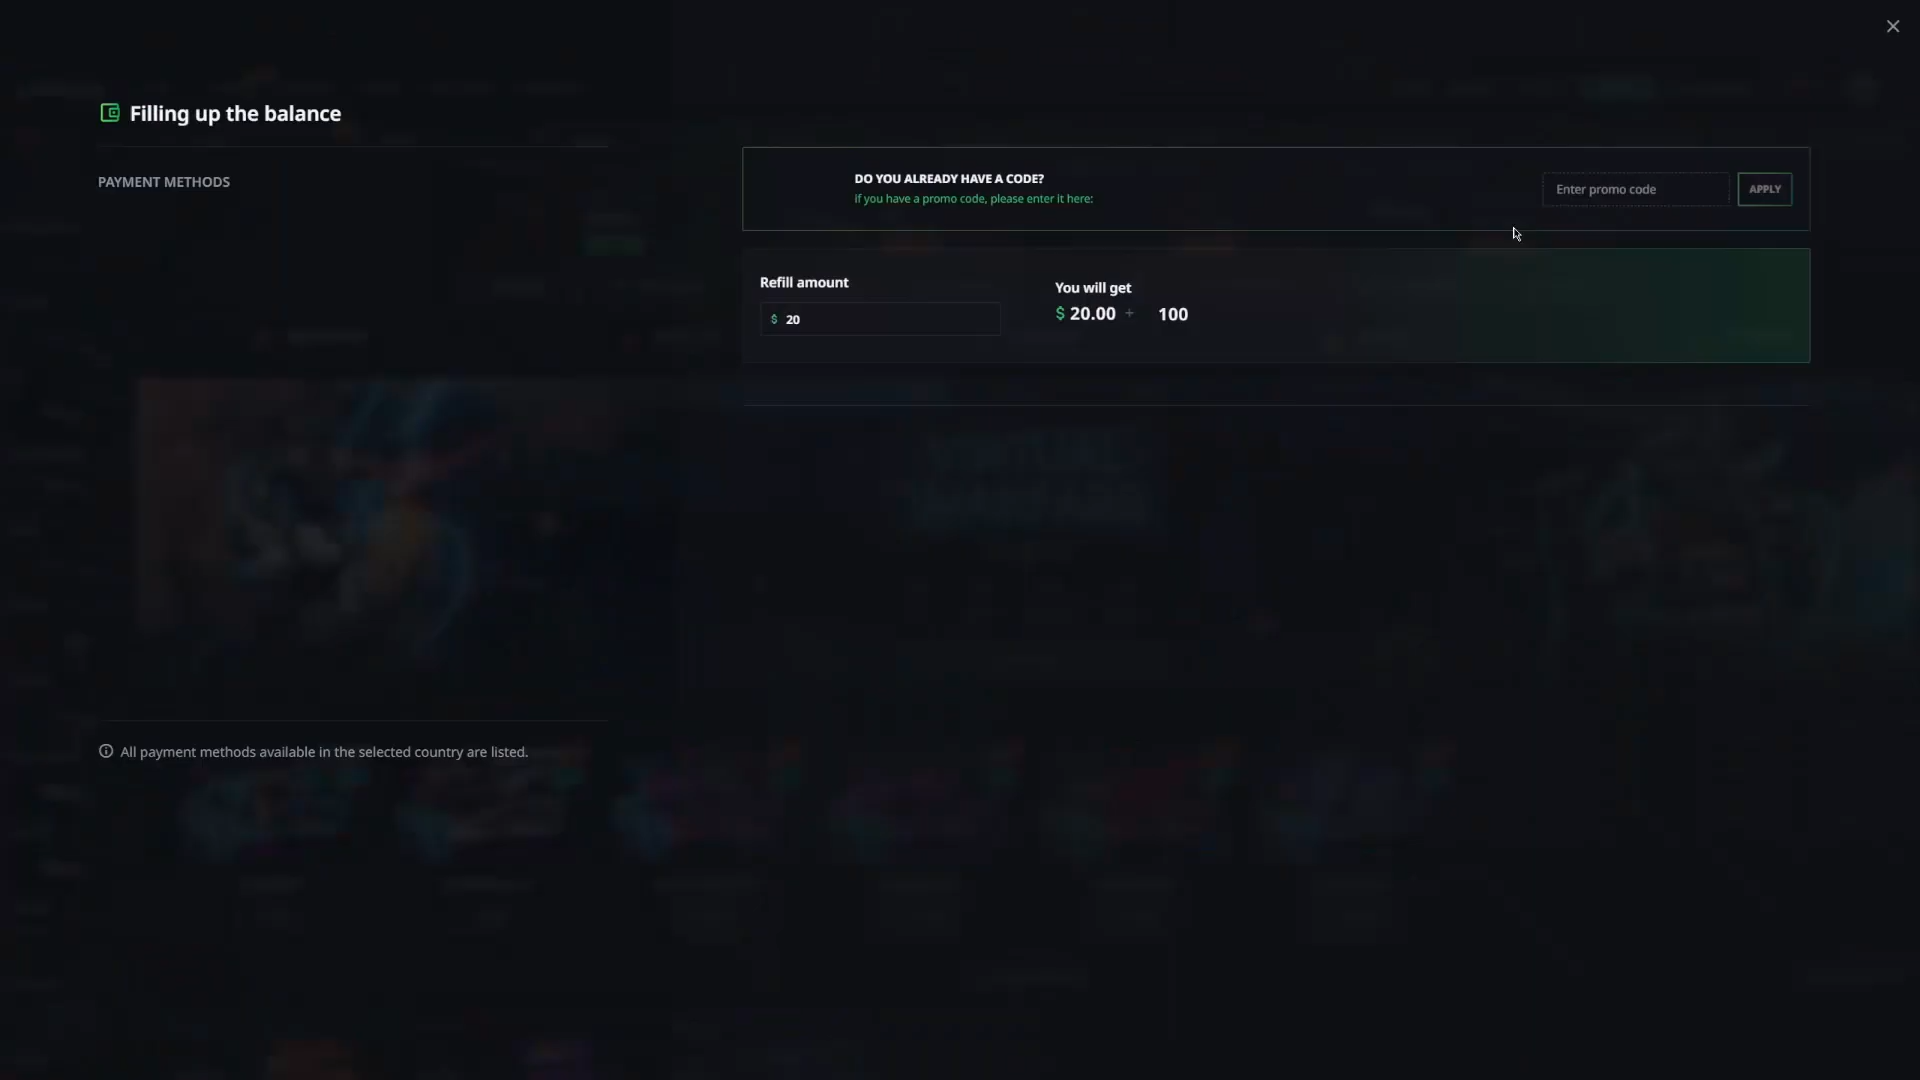 Filling up the balance
PAYMENT METHODS
DO YOU ALREADY HAVE A CODE?
if you have a promo code, please enter it here:
Enter promo code
APPLY
Refill amount
$ 20
You will get
$ 20.00 + 100
All payment methods available in the selected country are listed.